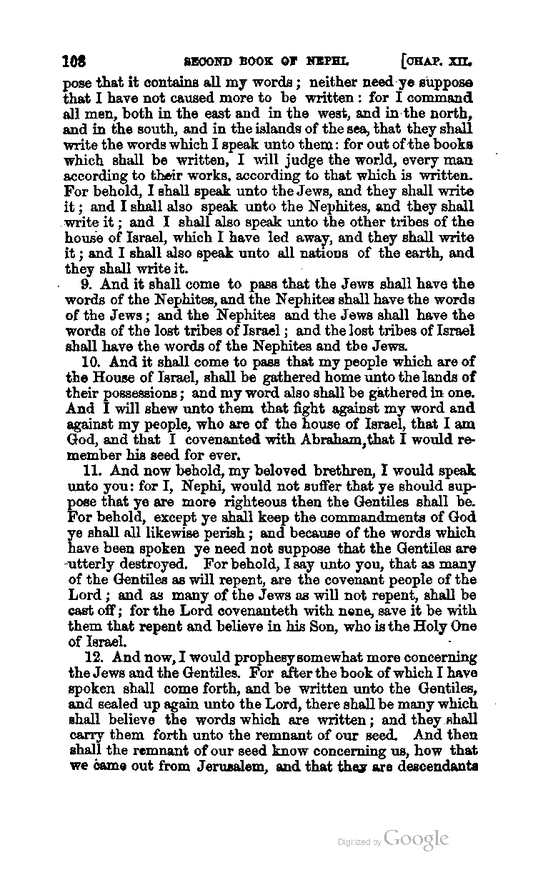 108 SECOND BOOK OF NEPHI. [CHAP. XII.
pose that it contains all my words; neither need ye suppose
that I have not caused more to be written: for I command
all men, both in the east and in the west, and in the north,
and in the south, and in the islands of the sea, that they shall
write the words which I speak unto them: for out of the books
which shall be written, I will judge the world, every man
according to their works, according to that which is written.
For behold, I shall speak unto the Jews, and they shall write
it; and I shall also speak unto the Nephites, and they shall
write it; and I shall also speak unto the other tribes of the
house of Israel, which I have led away, and they shall write
it; and I shall also speak unto all nations of the earth, and
they shall write it.
9. And it shall come to pass that the Jews shall have the
words of the Nephites, and the Nephites shall have the words
of the Jews; and the Nephites and the Jews shall have the
words of the lost tribes of Israel; and the lost tribes of Israel
shall have the words of the Nephites and the Jews.
10. And it shall come to pass that my people which are of
the House of Israel, shall be gathered home unto the lands of
their possessions; and my word also shall be gathered in one.
And I will shew unto them that fight against my word and
against my people, who are of the house of Israel, that I am
God, and that I covenanted with Abraham, that I would re-
member his seed for ever.
11. And now behold, my beloved brethren, I would speak
unto you: for I, Nephi, would not suffer that ye should sup-
pose that ye are more righteous then the Gentiles shall be.
For behold, except ye shall keep the commandments of God
ye shall all likewise perish; and because of the words which
have been spoken ye need not suppose that the Gentiles are
utterly destroyed. For behold, I say unto you, that as many
of the Gentiles as will repent, are the covenant people of the
Lord; and as many of the Jews as will not repent, shall be
cast off; for the Lord covenanteth with none, save it be with
them that repent and believe in his Son, who is the Holy One
of Israel.
12. And now, I would prophesy somewhat more concerning
the Jews and the Gentiles. For after the book of which I have
spoken shall come forth, and be written unto the Gentiles,
and sealed up again unto the Lord, there shall be many which
shall believe the words which are written; and they shall
carry them forth unto the remnant of our seed. And then
shall the remnant of our seed know concerning us, how that
we came out from Jerusalem, and that they are descendants
Digitized by Google